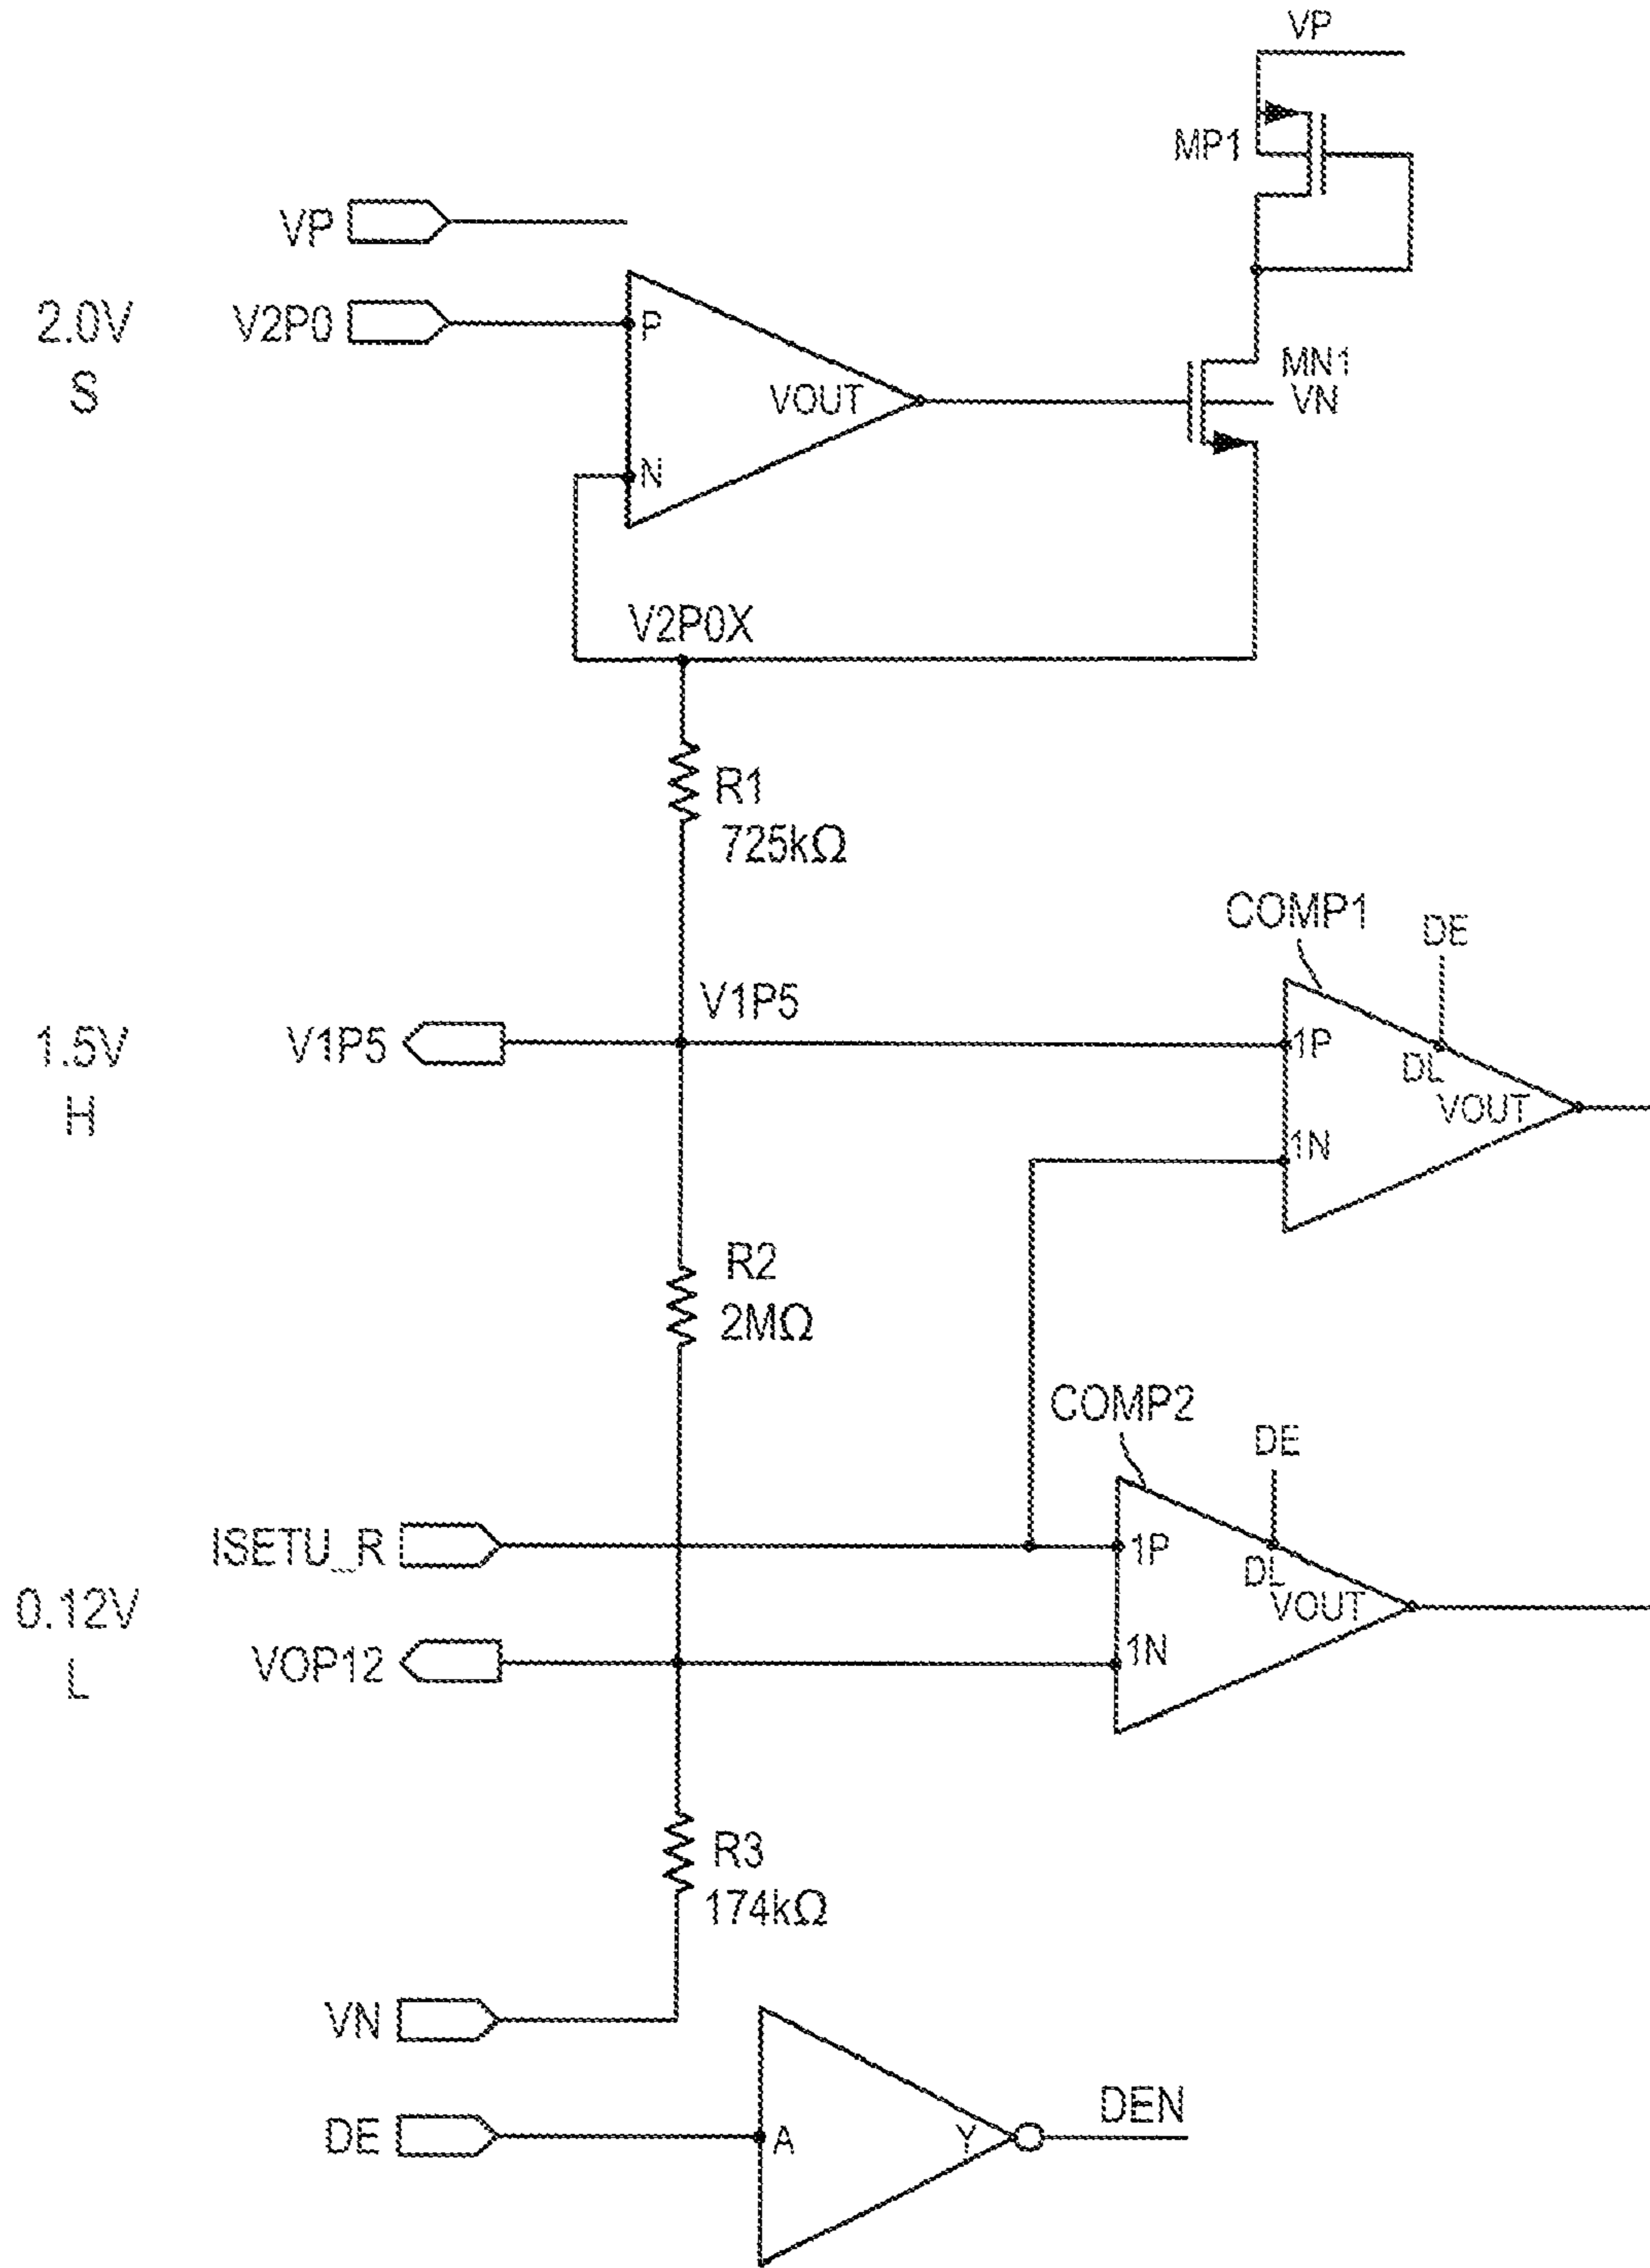 VP
MP1
VP
2.0V
S
V2P0
P
VOUT
N
MN1
VN
V2P0X
R1
725kΩ
COMP1
DE
1.5V
H
V1P5
V1P5
1P
DL
VOUT
1N
R2
2MΩ
COMP2
DE
ISETU_R
1P
DL
VOUT
0.12V
L
VOP12
1N
R3
174kΩ
VN
DE
A
Y
DEN